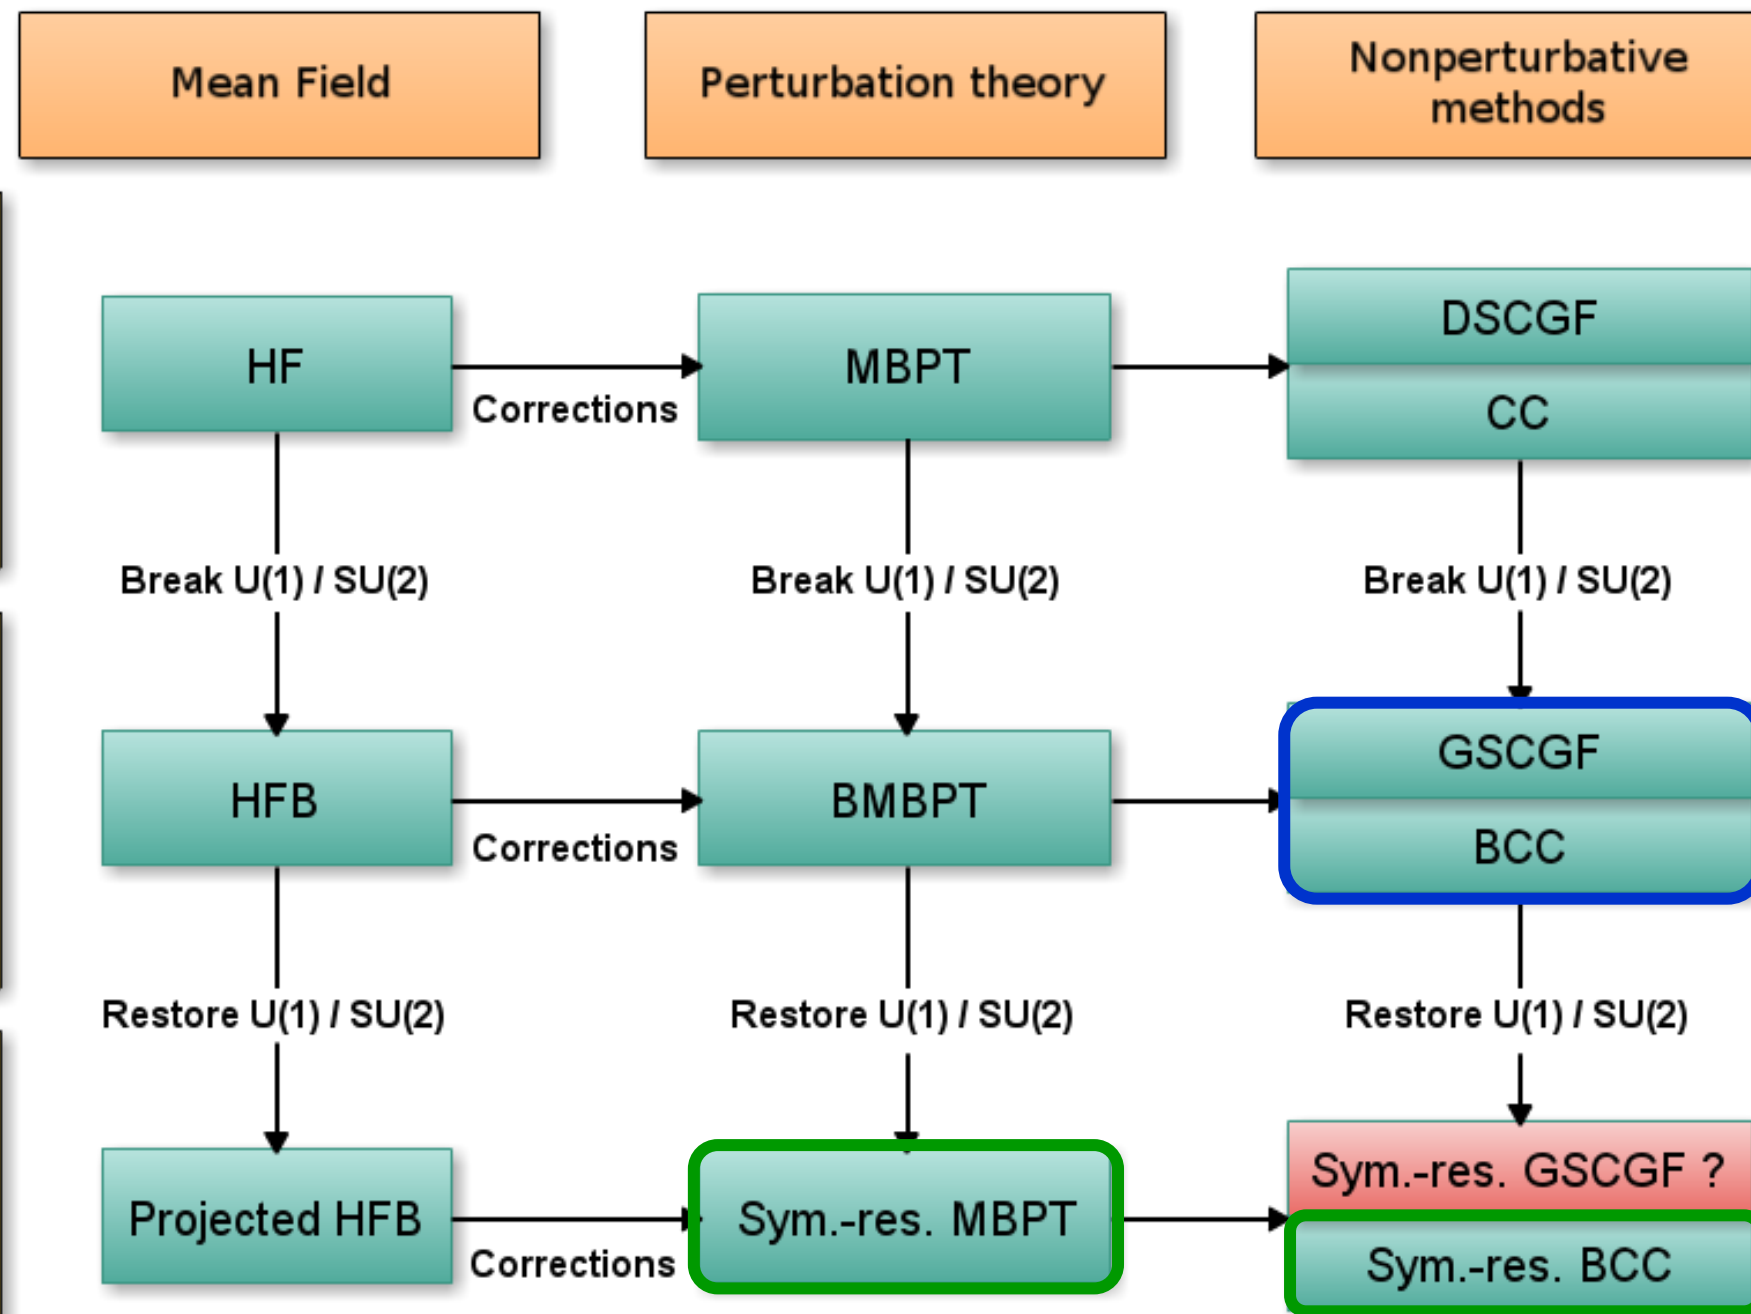 Mean Field
Perturbation theory
Nonperturbative
methods
HF
Corrections
MBPT
DSCGF
CC
Break U(1) / SU(2)
Break U(1) / SU(2)
Break U(1) / SU(2)
HFB
Corrections
BMBPT
GSCGF
BCC
Restore U(1) / SU(2)
Restore U(1) / SU(2)
Restore U(1) / SU(2)
Projected HFB
Corrections
Sym.-res. MBPT
Sym.-res. GSCGF ?
Sym.-res. BCC